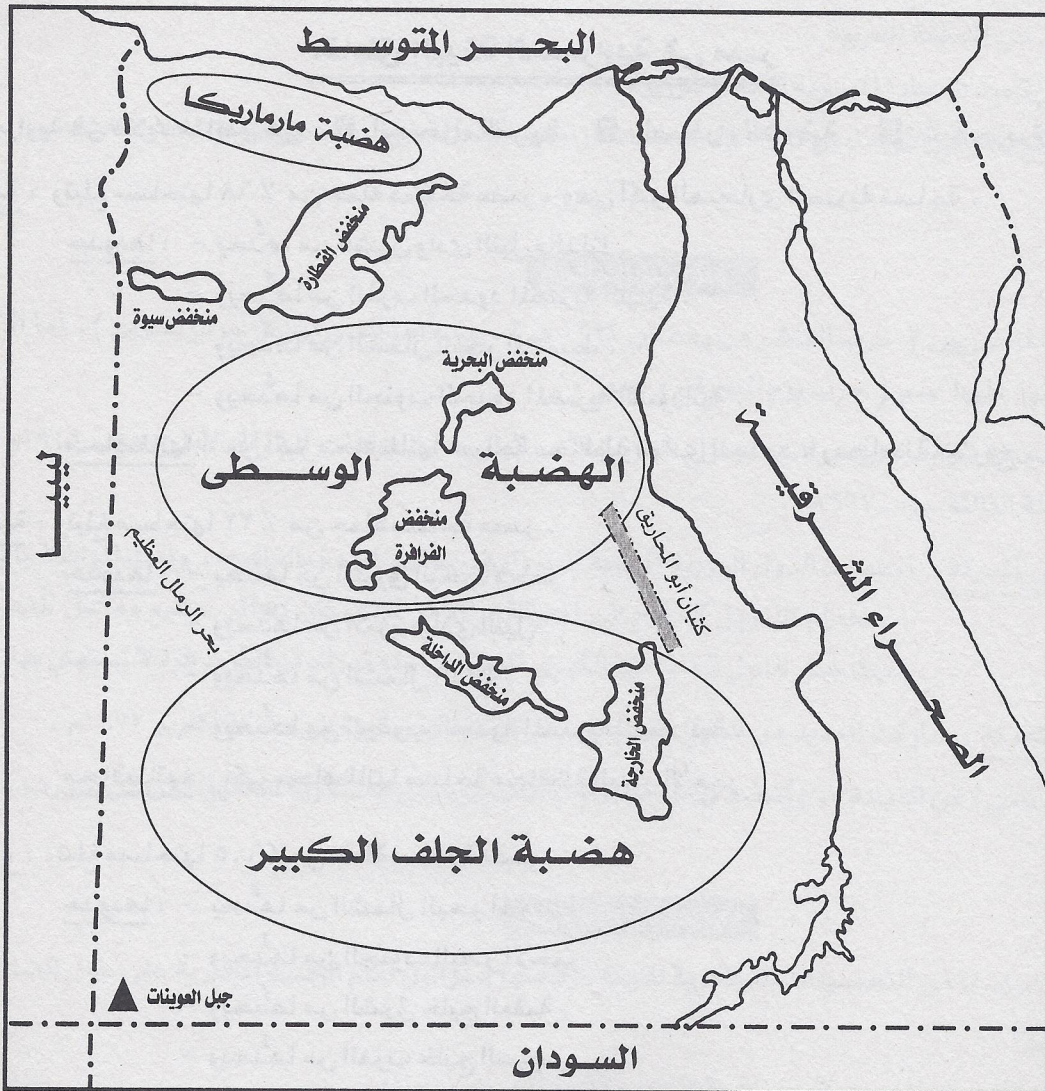 البحر المتوسط
هضبة مارماريكا
منخفض القطارة
منخفض سيوة
منخفض البحرية
الهضبة الوسطى
ليبيا
منخفض
الفرافرة
كثبان أبو المحاريق
الصحراء الشرقية
بحر الرمال العظيم
منخفض الداخلة
منخفض الخارجة
هضبة الجلف الكبير
جبل العوينات
السودان